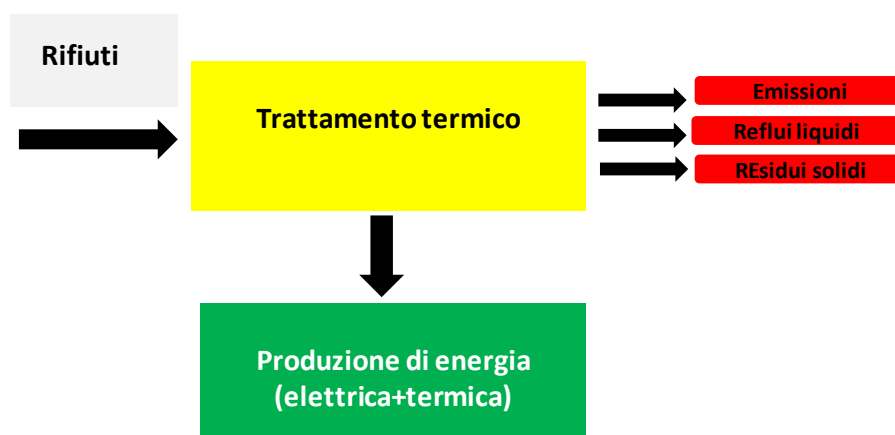 Rifiuti
Trattamento termico
Emissioni
Reflui liquidi
REsidui solidi
Produzione di energia
(elettrica+termica)